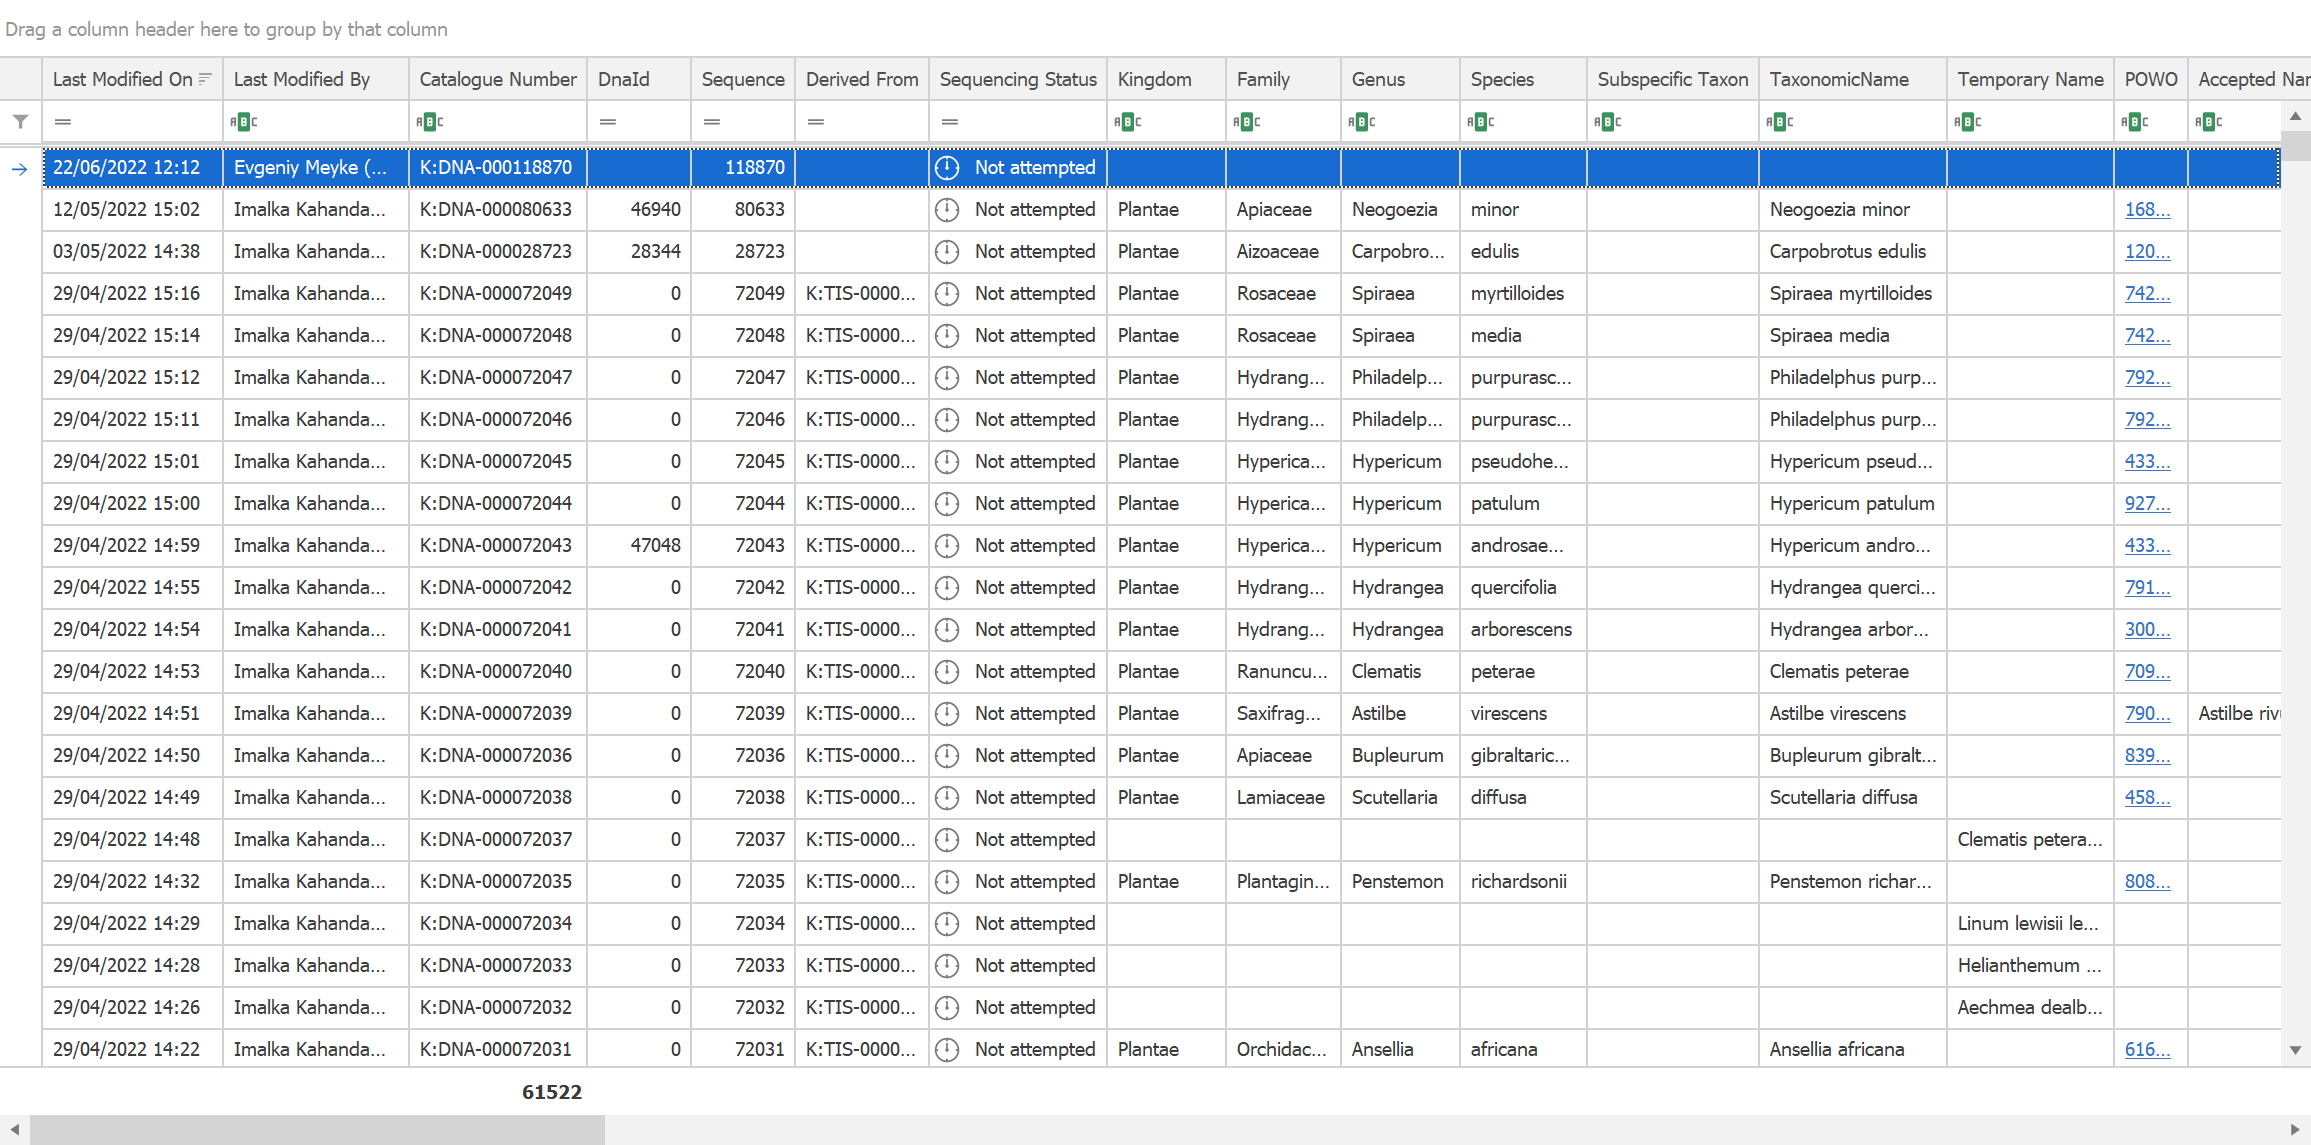 Drag a column header here to group by that column
Last Modified On Last Modified By Catalogue Number DnaId Sequence Derived From Sequencing Status Kingdom Family Genus Species Subspecific Taxon TaxonomicName Temporary Name POWO Accepted Nar
= ABC ABC = = = = ABC ABC ABC ABC ABC ABC ABC ABC ABC
22/06/2022 12:12 Evgeniy Meyke (... K:DNA-000118870 118870 Not attempted
12/05/2022 15:02 Imalka Kahanda... K:DNA-000080633 46940 80633 Not attempted Plantae Apiaceae Neogoezia minor Neogoezia minor 168...
03/05/2022 14:38 Imalka Kahanda... K:DNA-000028723 28344 28723 Not attempted Plantae Aizoaceae Carpobro... edulis Carpobrotus edulis 120...
29/04/2022 15:16 Imalka Kahanda... K:DNA-000072049 0 72049 K:TIS-0000... Not attempted Plantae Rosaceae Spiraea myrtilloides Spiraea myrtilloides 742...
29/04/2022 15:14 Imalka Kahanda... K:DNA-000072048 0 72048 K:TIS-0000... Not attempted Plantae Rosaceae Spiraea media Spiraea media 742...
29/04/2022 15:12 Imalka Kahanda... K:DNA-000072047 0 72047 K:TIS-0000... Not attempted Plantae Hydrang... Philadelp... purpurasc... Philadelphus purp... 792...
29/04/2022 15:11 Imalka Kahanda... K:DNA-000072046 0 72046 K:TIS-0000... Not attempted Plantae Hydrang... Philadelp... purpurasc... Philadelphus purp... 792...
29/04/2022 15:01 Imalka Kahanda... K:DNA-000072045 0 72045 K:TIS-0000... Not attempted Plantae Hyperica... Hypericum pseudohe... Hypericum pseud... 433...
29/04/2022 15:00 Imalka Kahanda... K:DNA-000072044 0 72044 K:TIS-0000... Not attempted Plantae Hyperica... Hypericum patulum Hypericum patulum 927...
29/04/2022 14:59 Imalka Kahanda... K:DNA-000072043 47048 72043 K:TIS-0000... Not attempted Plantae Hyperica... Hypericum androsae... Hypericum andro... 433...
29/04/2022 14:55 Imalka Kahanda... K:DNA-000072042 0 72042 K:TIS-0000... Not attempted Plantae Hydrang... Hydrangea quercifolia Hydrangea querci... 791...
29/04/2022 14:54 Imalka Kahanda... K:DNA-000072041 0 72041 K:TIS-0000... Not attempted Plantae Hydrang... Hydrangea arborescens Hydrangea arbor... 300...
29/04/2022 14:53 Imalka Kahanda... K:DNA-000072040 0 72040 K:TIS-0000... Not attempted Plantae Ranuncu... Clematis peterae Clematis peterae 709...
29/04/2022 14:51 Imalka Kahanda... K:DNA-000072039 0 72039 K:TIS-0000... Not attempted Plantae Saxifrag... Astilbe virescens Astilbe virescens 790... Astilbe riv
29/04/2022 14:50 Imalka Kahanda... K:DNA-000072036 0 72036 K:TIS-0000... Not attempted Plantae Apiaceae Bupleurum gibraltaric... Bupleurum gibralt... 839...
29/04/2022 14:49 Imalka Kahanda... K:DNA-000072038 0 72038 K:TIS-0000... Not attempted Plantae Lamiaceae Scutellaria diffusa Scutellaria diffusa 458...
29/04/2022 14:48 Imalka Kahanda... K:DNA-000072037 0 72037 K:TIS-0000... Not attempted Clematis petera...
29/04/2022 14:32 Imalka Kahanda... K:DNA-000072035 0 72035 K:TIS-0000... Not attempted Plantae Plantagin... Penstemon richardsonii Penstemon richar... 808...
29/04/2022 14:29 Imalka Kahanda... K:DNA-000072034 0 72034 K:TIS-0000... Not attempted Linum lewisii le...
29/04/2022 14:28 Imalka Kahanda... K:DNA-000072033 0 72033 K:TIS-0000... Not attempted Helianthemum ...
29/04/2022 14:26 Imalka Kahanda... K:DNA-000072032 0 72032 K:TIS-0000... Not attempted Aechmea dealb...
29/04/2022 14:22 Imalka Kahanda... K:DNA-000072031 0 72031 K:TIS-0000... Not attempted Plantae Orchidac... Ansellia africana Ansellia africana 616...
61522